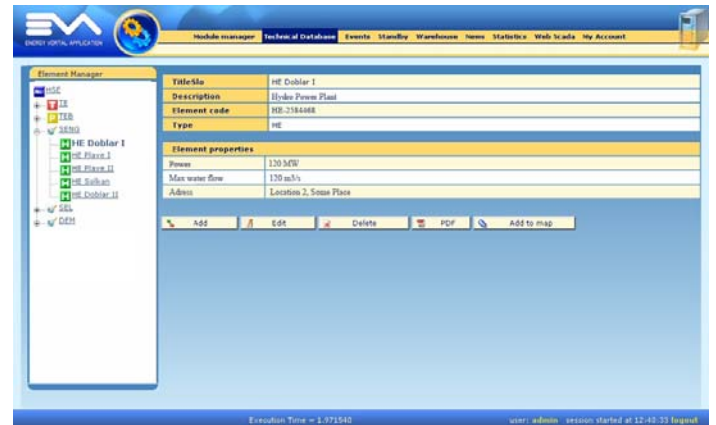 EVA
ENERGY VORTAL APPLICATION
Module manager Technical Database Events Standby Warehouse News Statistics Web Scada My Account
Element Manager
HSE
TE
TEB
SENG
HE Doblar I
HE Plave I
HE Plave II
HE Solkan
HE Doblar II
SEL
DEM
TitleSlo HE Doblar I
Description Hydro Power Plant
Element code HE-2584468
Type HE
Element properties
Power 120 MW
Max water flow 120 m3/s
Adress Location 2, Some Place
Add Edit Delete PDF Add to map
Execution Time = 1.971540
user: admin session started at 12:40:33 logout